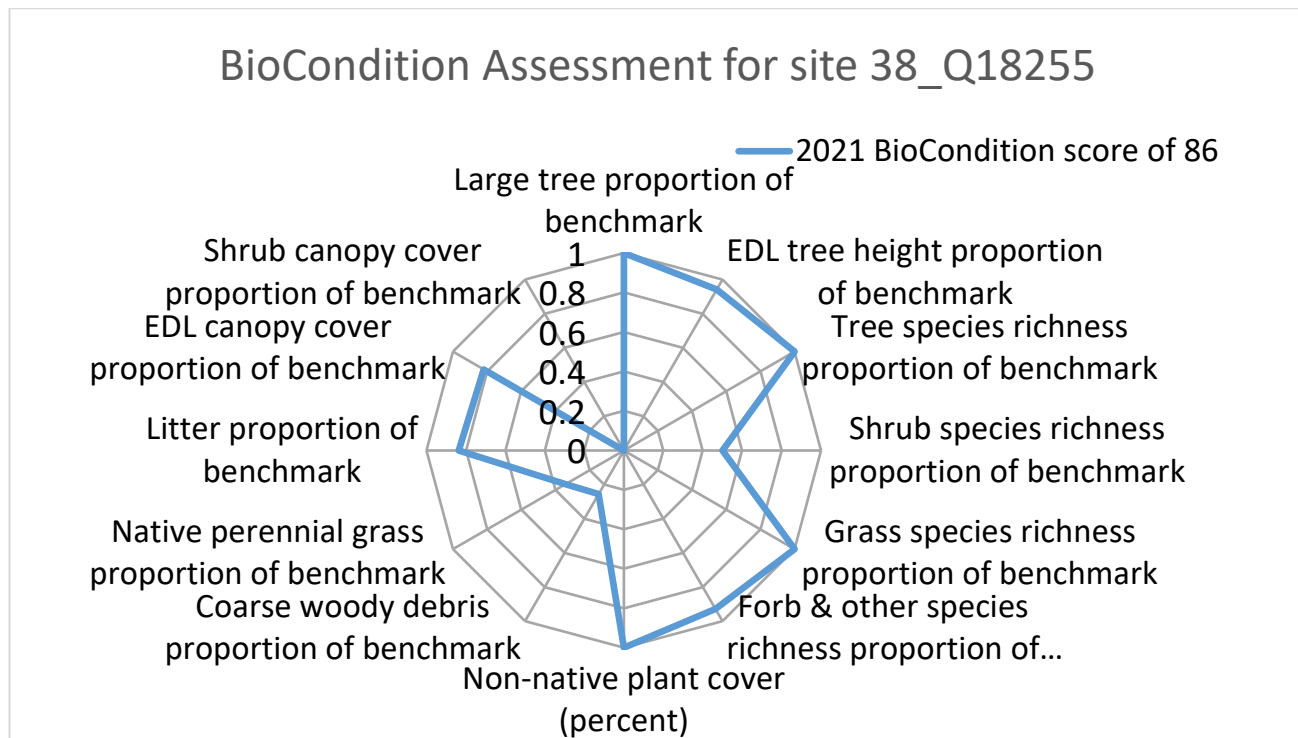 BioCondition Assessment for site 38_Q18255
2021 BioCondition score of 86
Large tree proportion of
benchmark
EDL tree height proportion
of benchmark
Tree species richness
proportion of benchmark
Shrub species richness
proportion of benchmark
Grass species richness
proportion of benchmark
Forb & other species
richness proportion of…
Non-native plant cover
(percent)
Coarse woody debris
proportion of benchmark
Native perennial grass
proportion of benchmark
Litter proportion of
benchmark
EDL canopy cover
proportion of benchmark
Shrub canopy cover
proportion of benchmark
1
0.8
0.6
0.4
0.2
0